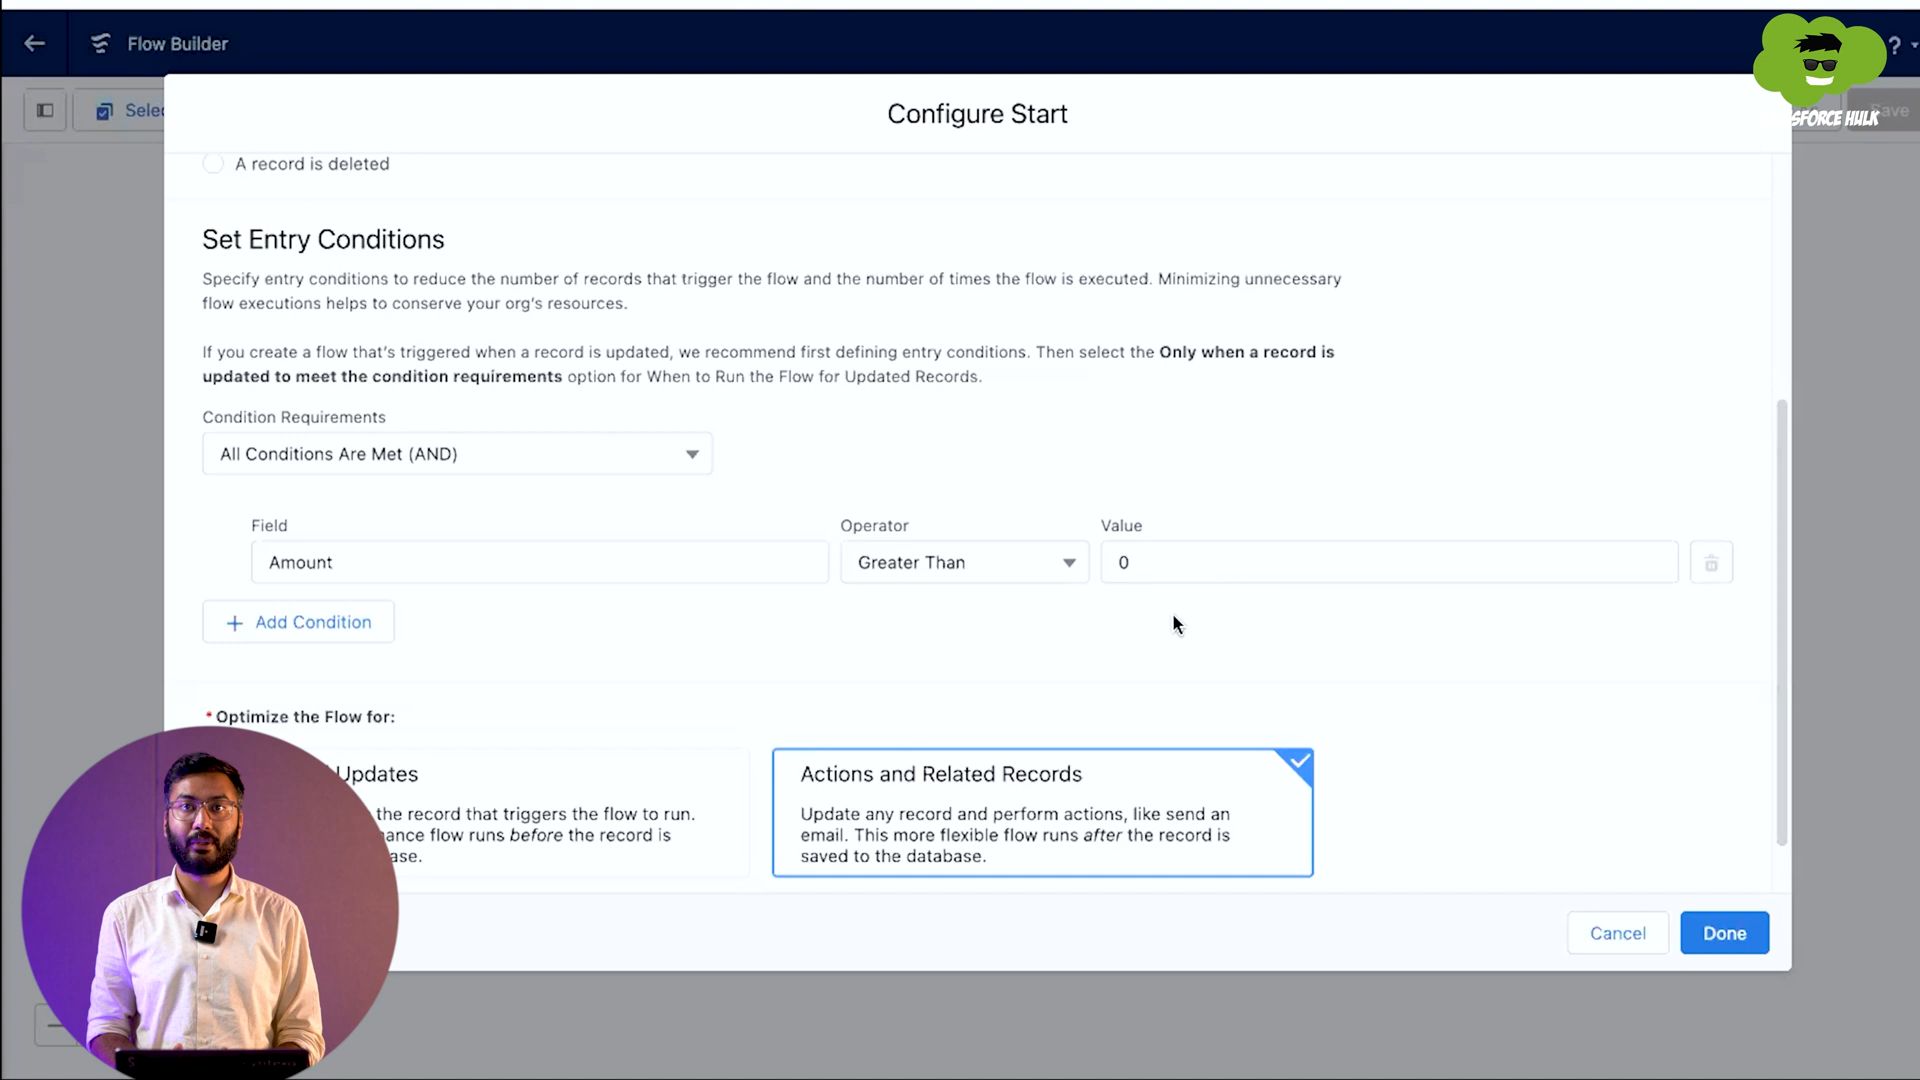 Flow Builder
?
Selec
SFORCE HULK
ave
Configure Start
A record is deleted
Set Entry Conditions
Specify entry conditions to reduce the number of records that trigger the flow and the number of times the flow is executed. Minimizing unnecessary
flow executions helps to conserve your org's resources.
If you create a flow that's triggered when a record is updated, we recommend first defining entry conditions. Then select the Only when a record is
updated to meet the condition requirements option for When to Run the Flow for Updated Records.
Condition Requirements
All Conditions Are Met (AND)
Field Operator Value
Amount Greater Than 0
+ Add Condition
* Optimize the Flow for:
Updates
the record that triggers the flow to run.
ance flow runs before the record is
ase.
Actions and Related Records
Update any record and perform actions, like send an
email. This more flexible flow runs after the record is
saved to the database.
Cancel Done